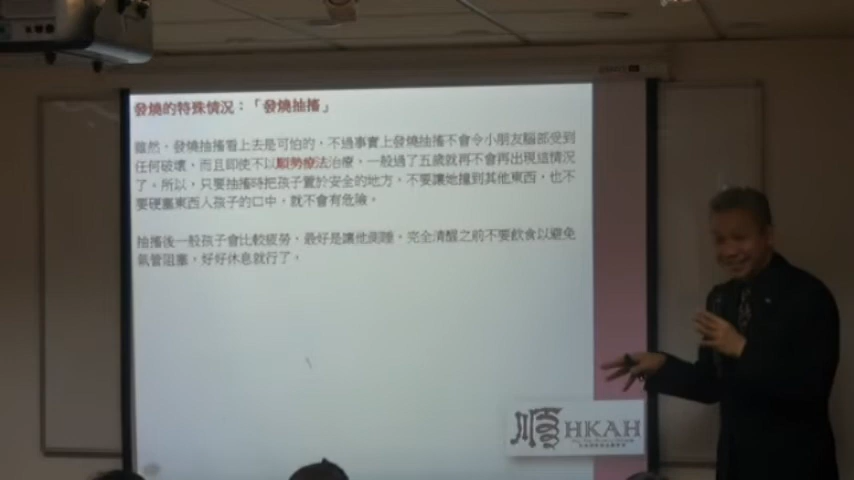 發燒的特殊情況：「發燒抽搐」
雖然，發燒抽搐看上去是可怕的，不過事實上發燒抽搐不會令小朋友腦部受到
任何破壞，而且即使不以順勢療法治療，一般過了五歲就再不會再出現這情況
了。所以，只要抽搐時把孩子置於安全的地方，不要讓她撞到其他東西，也不
要硬塞東西入孩子的口中，就不會有危險。
抽搐後一般孩子會比較疲勞，最好是讓他側睡，完全清醒之前不要飲食以避免
氣管阻塞，好好休息就行了。
順 HKAH